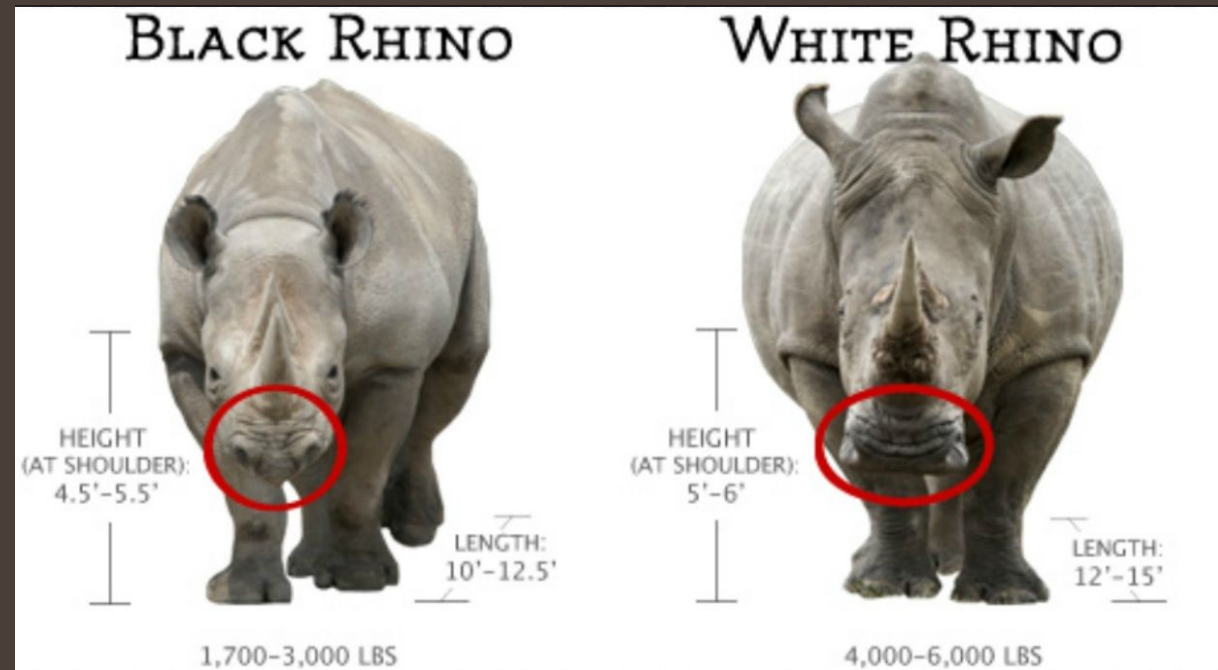 BLACK RHINO
HEIGHT
(AT SHOULDER):
4.5'-5.5'
LENGTH:
10'-12.5'
1,700-3,000 LBS
WHITE RHINO
HEIGHT
(AT SHOULDER):
5'-6'
LENGTH:
12'-15'
4,000-6,000 LBS